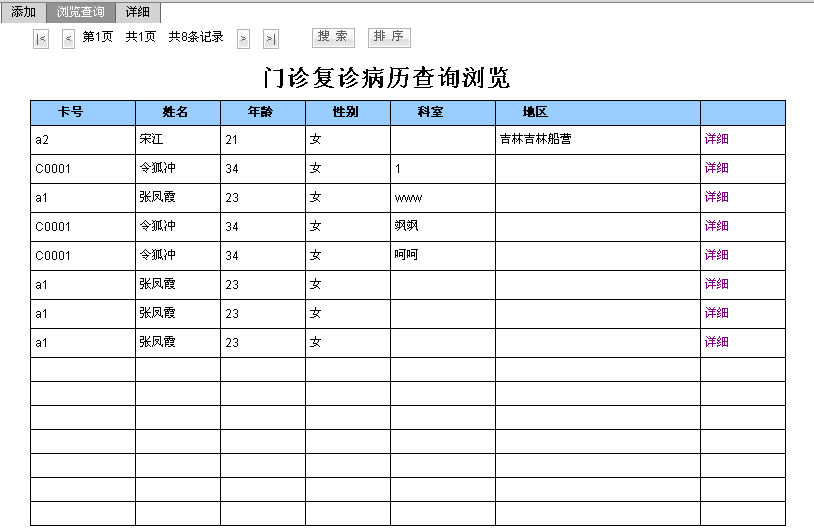 添加 浏览查询 详细
|< < 第1页 共1页 共8条记录 > >| 搜 索 排 序
门诊复诊病历查询浏览
卡号 姓名 年龄 性别 科室 地区
a2 宋江 21 女 吉林吉林船营 详细
C0001 令狐冲 34 女 1 详细
a1 张凤霞 23 女 www 详细
C0001 令狐冲 34 女 飒飒 详细
C0001 令狐冲 34 女 呵呵 详细
a1 张凤霞 23 女 详细
a1 张凤霞 23 女 详细
a1 张凤霞 23 女 详细